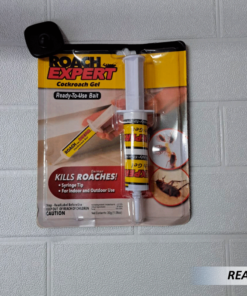 ROACH
EXPERT
Cockroach Gel
Ready-To-Use Bait
KILLS ROACHES!
• Syringe Tip
• For Indoor and Outdoor Use
CAUTION
REA